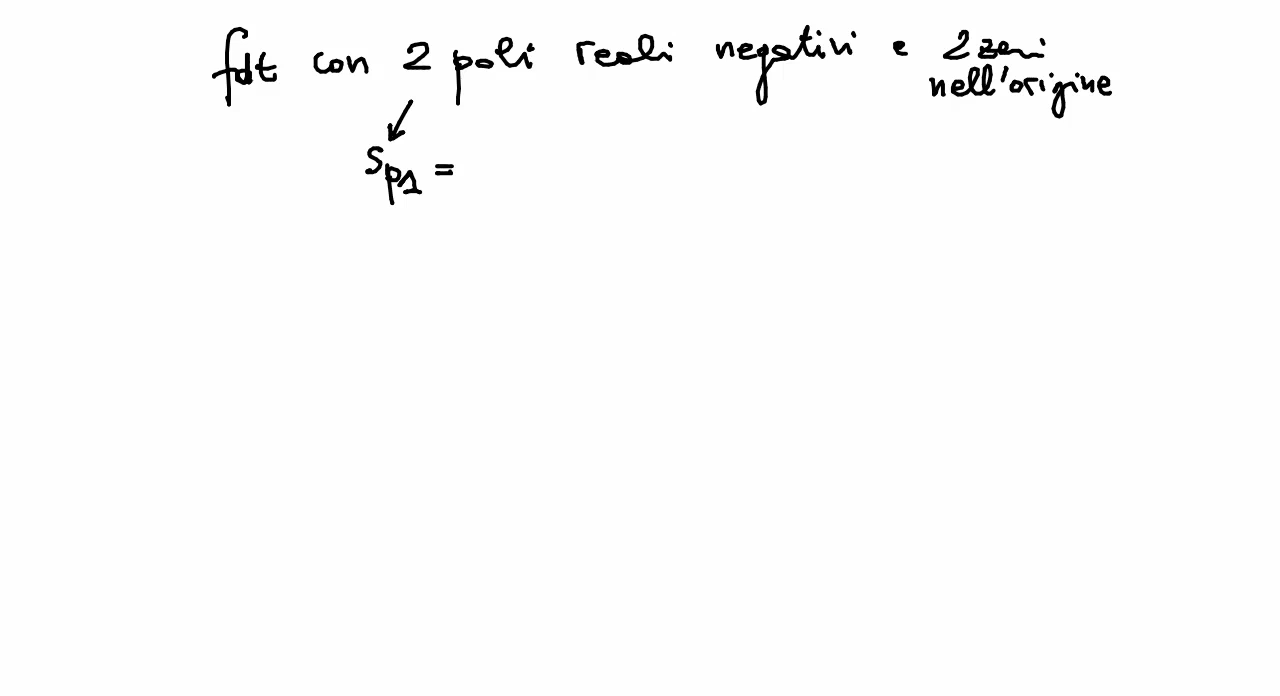 fdt con 2 poli reali negativi e 2 zeri
nell'origine
Sp1 =